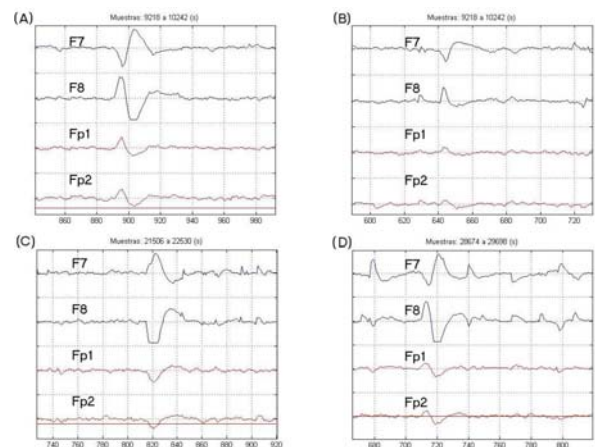 (A)
Muestras: 9218 a 10242 (s)
F7
F8
Fp1
Fp2
860 880 900 920 940 960 980
(B)
Muestras: 9218 a 10242 (s)
F7
F8
Fp1
Fp2
600 620 640 660 680 700 720
(C)
Muestras: 21506 a 22530 (s)
F7
F8
Fp1
Fp2
740 760 780 800 820 840 860 880 900 920
(D)
Muestras: 28674 a 29698 (s)
F7
F8
Fp1
Fp2
680 700 720 740 760 780 800